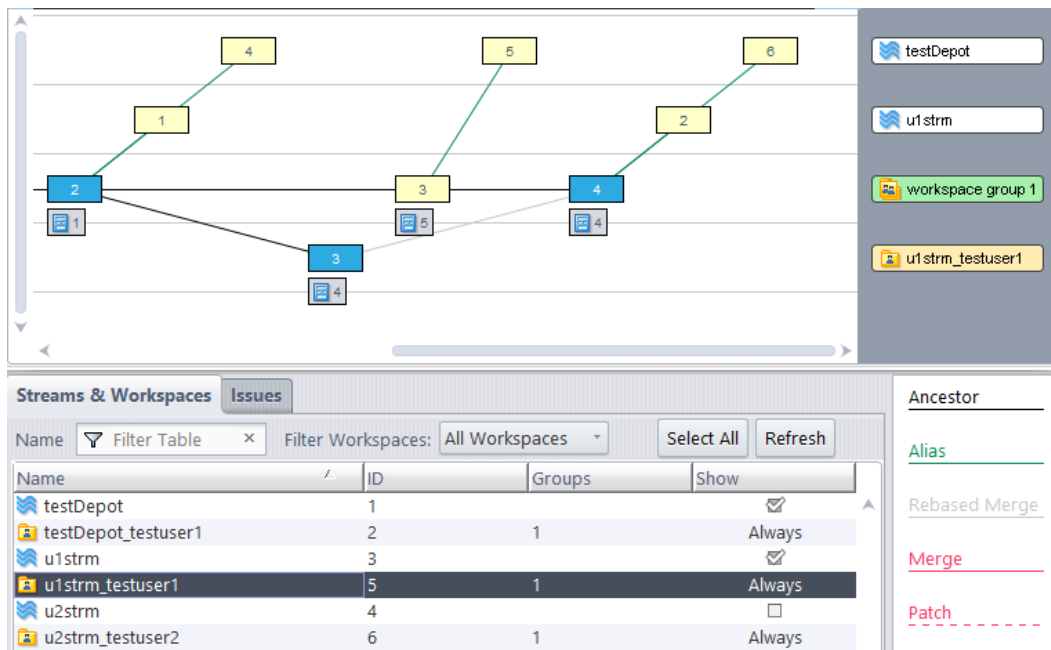 4 5 6 testDepot
1 2 u1strm
2 3 4 workspace group 1
1 5 4
3 u1strm_testuser1
4
Streams & Workspaces Issues Ancestor
Name Filter Table × Filter Workspaces: All Workspaces Select All Refresh
Alias
Name ID Groups Show
testDepot 1 Rebased Merge
testDepot_testuser1 2 1 Always
u1strm 3 Merge
u1strm_testuser1 5 1 Always
u2strm 4 Patch
u2strm_testuser2 6 1 Always